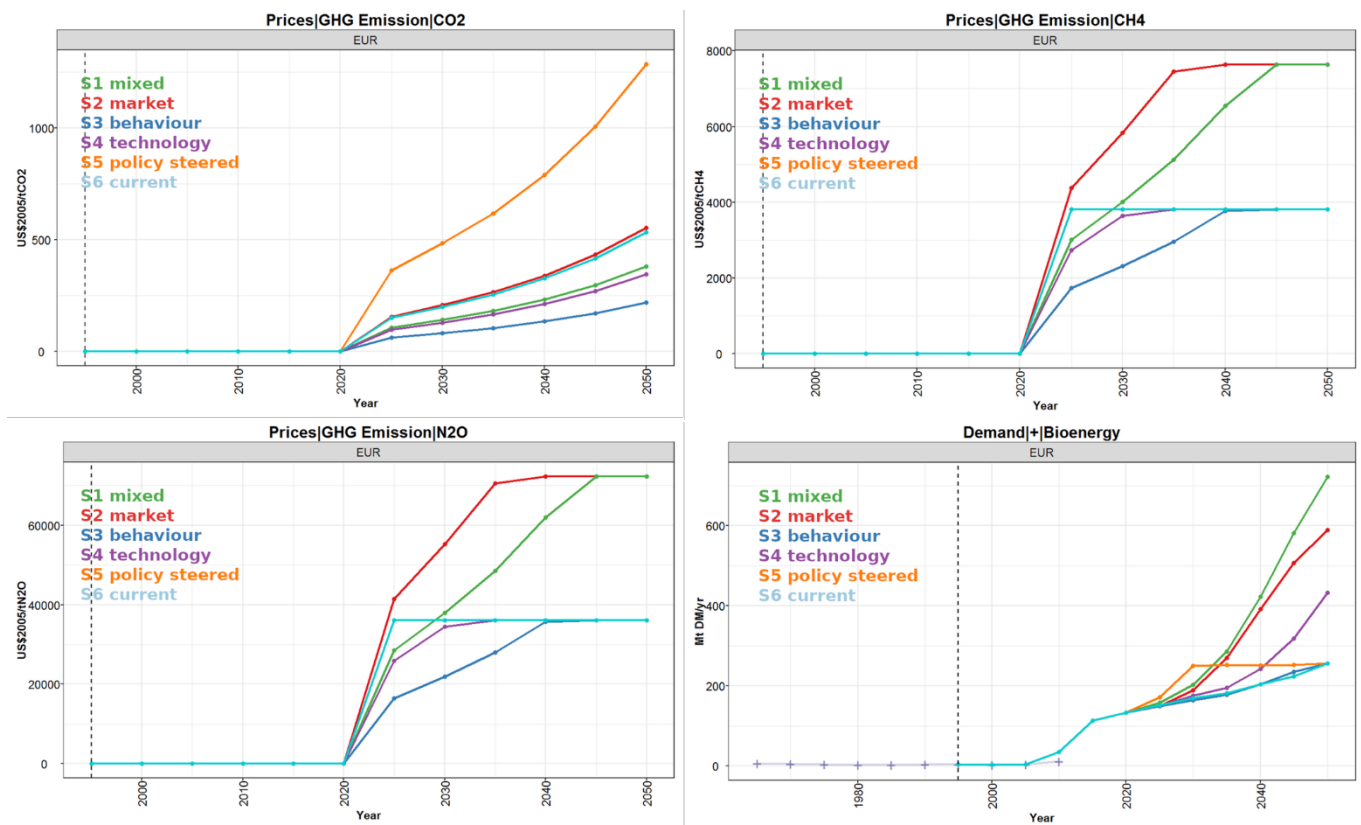 Prices|GHG Emission|CO2
EUR
S1 mixed
S2 market
S3 behaviour
S4 technology
S5 policy steered
S6 current
US$2005/tCO2
1000
500
0
2000
2010
2020
2030
2040
2050
Year
Prices|GHG Emission|CH4
EUR
S1 mixed
S2 market
S3 behaviour
S4 technology
S5 policy steered
S6 current
US$2005/tCH4
8000
6000
4000
2000
0
2000
2010
2020
2030
2040
2050
Year
Prices|GHG Emission|N2O
EUR
S1 mixed
S2 market
S3 behaviour
S4 technology
S5 policy steered
S6 current
US$2005/tN2O
60000
40000
20000
0
2000
2010
2020
2030
2040
2050
Year
Demand|+|Bioenergy
EUR
S1 mixed
S2 market
S3 behaviour
S4 technology
S5 policy steered
S6 current
Mt DM/yr
600
400
200
0
1980
2000
2020
2040
Year